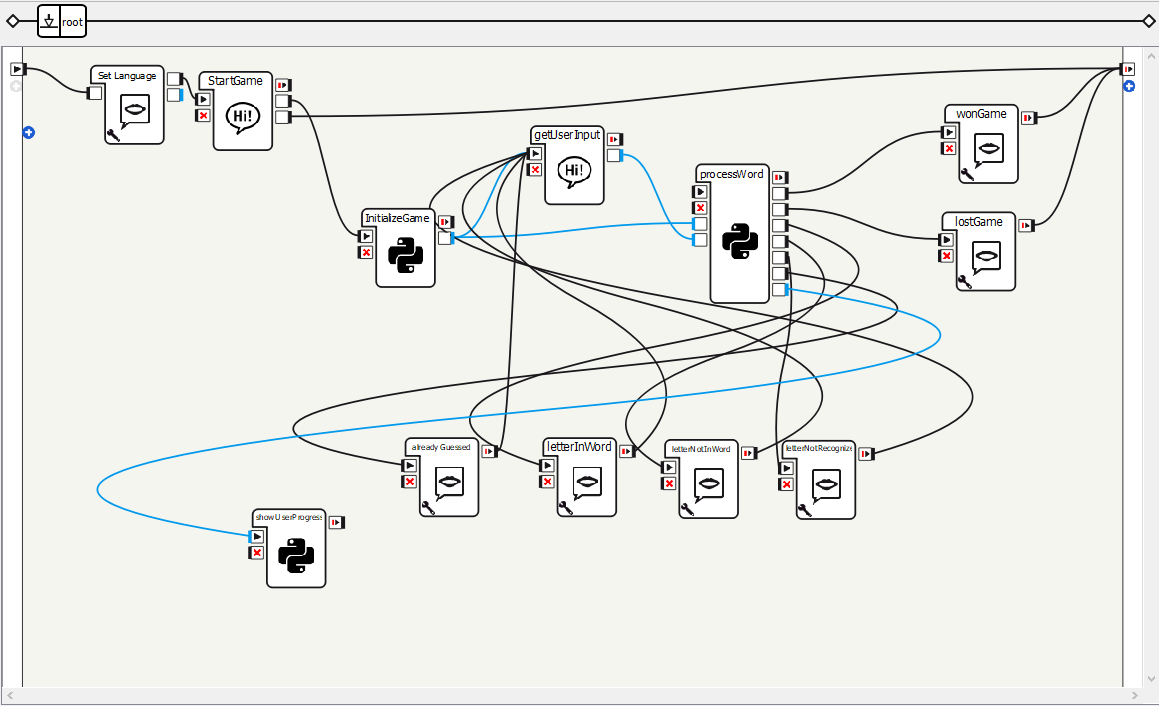 root
Set Language
StartGame
Hi!
getUserInput
Hi!
InitializeGame
processWord
wonGame
lostGame
already Guessed
letterInWord
letterNotInWord
letterNotRecognize
showUserProgress